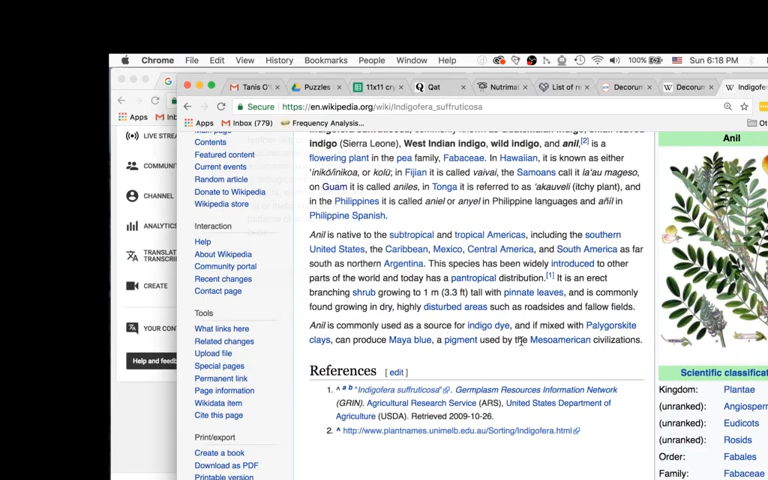 Chrome File Edit View History Bookmarks People Window Help 100% Sun 6:18 PM
Tanis O' Puzzles 11x11 cr Qat Nutrima List of r Decorum Decorum Indigofe
Secure https://en.wikipedia.org/wiki/Indigofera_suffruticosa
Apps Inbox (779) Frequency Analysis...
Apps
LIVE STREA
COMMUNI
CHANNEL
ANALYTICS
TRANSLAT
TRANSCRI
CREATE
YOUR CON
Help and feedb
Contents
Featured content
Current events
Random article
Donate to Wikipedia
Wikipedia store
Interaction
Help
About Wikipedia
Community portal
Recent changes
Contact page
Tools
What links here
Related changes
Upload file
Special pages
Permanent link
Page information
Wikidata item
Cite this page
Print/export
Create a book
Download as PDF
Printable version
indigo (Sierra Leone), West Indian indigo, wild indigo, and anil,[2] is a
flowering plant in the pea family, Fabaceae. In Hawaiian, it is known as either
ʻinikō/inikoa, or kolū; in Fijian it is called vaivai, the Samoans call it la'au mageso,
on Guam it is called aniles, in Tonga it is referred to as ʻakauveli (itchy plant), and
in the Philippines it is called aniel or anyel in Philippine languages and añil in
Philippine Spanish.
Anil is native to the subtropical and tropical Americas, including the southern
United States, the Caribbean, Mexico, Central America, and South America as far
south as northern Argentina. This species has been widely introduced to other
parts of the world and today has a pantropical distribution.[1] It is an erect
branching shrub growing to 1 m (3.3 ft) tall with pinnate leaves, and is commonly
found growing in dry, highly disturbed areas such as roadsides and fallow fields.
Anil is commonly used as a source for indigo dye, and if mixed with Palygorskite
clays, can produce Maya blue, a pigment used by the Mesoamerican civilizations.
References [ edit ]
1. ^ a b "Indigofera suffruticosa". Germplasm Resources Information Network
(GRIN). Agricultural Research Service (ARS), United States Department of
Agriculture (USDA). Retrieved 2009-10-26.
2. ^ http://www.plantnames.unimelb.edu.au/Sorting/Indigofera.html
Anil
Scientific classificat
Kingdom: Plantae
(unranked): Angiosperr
(unranked): Eudicots
(unranked): Rosids
Order: Fabales
Family: Fabaceae